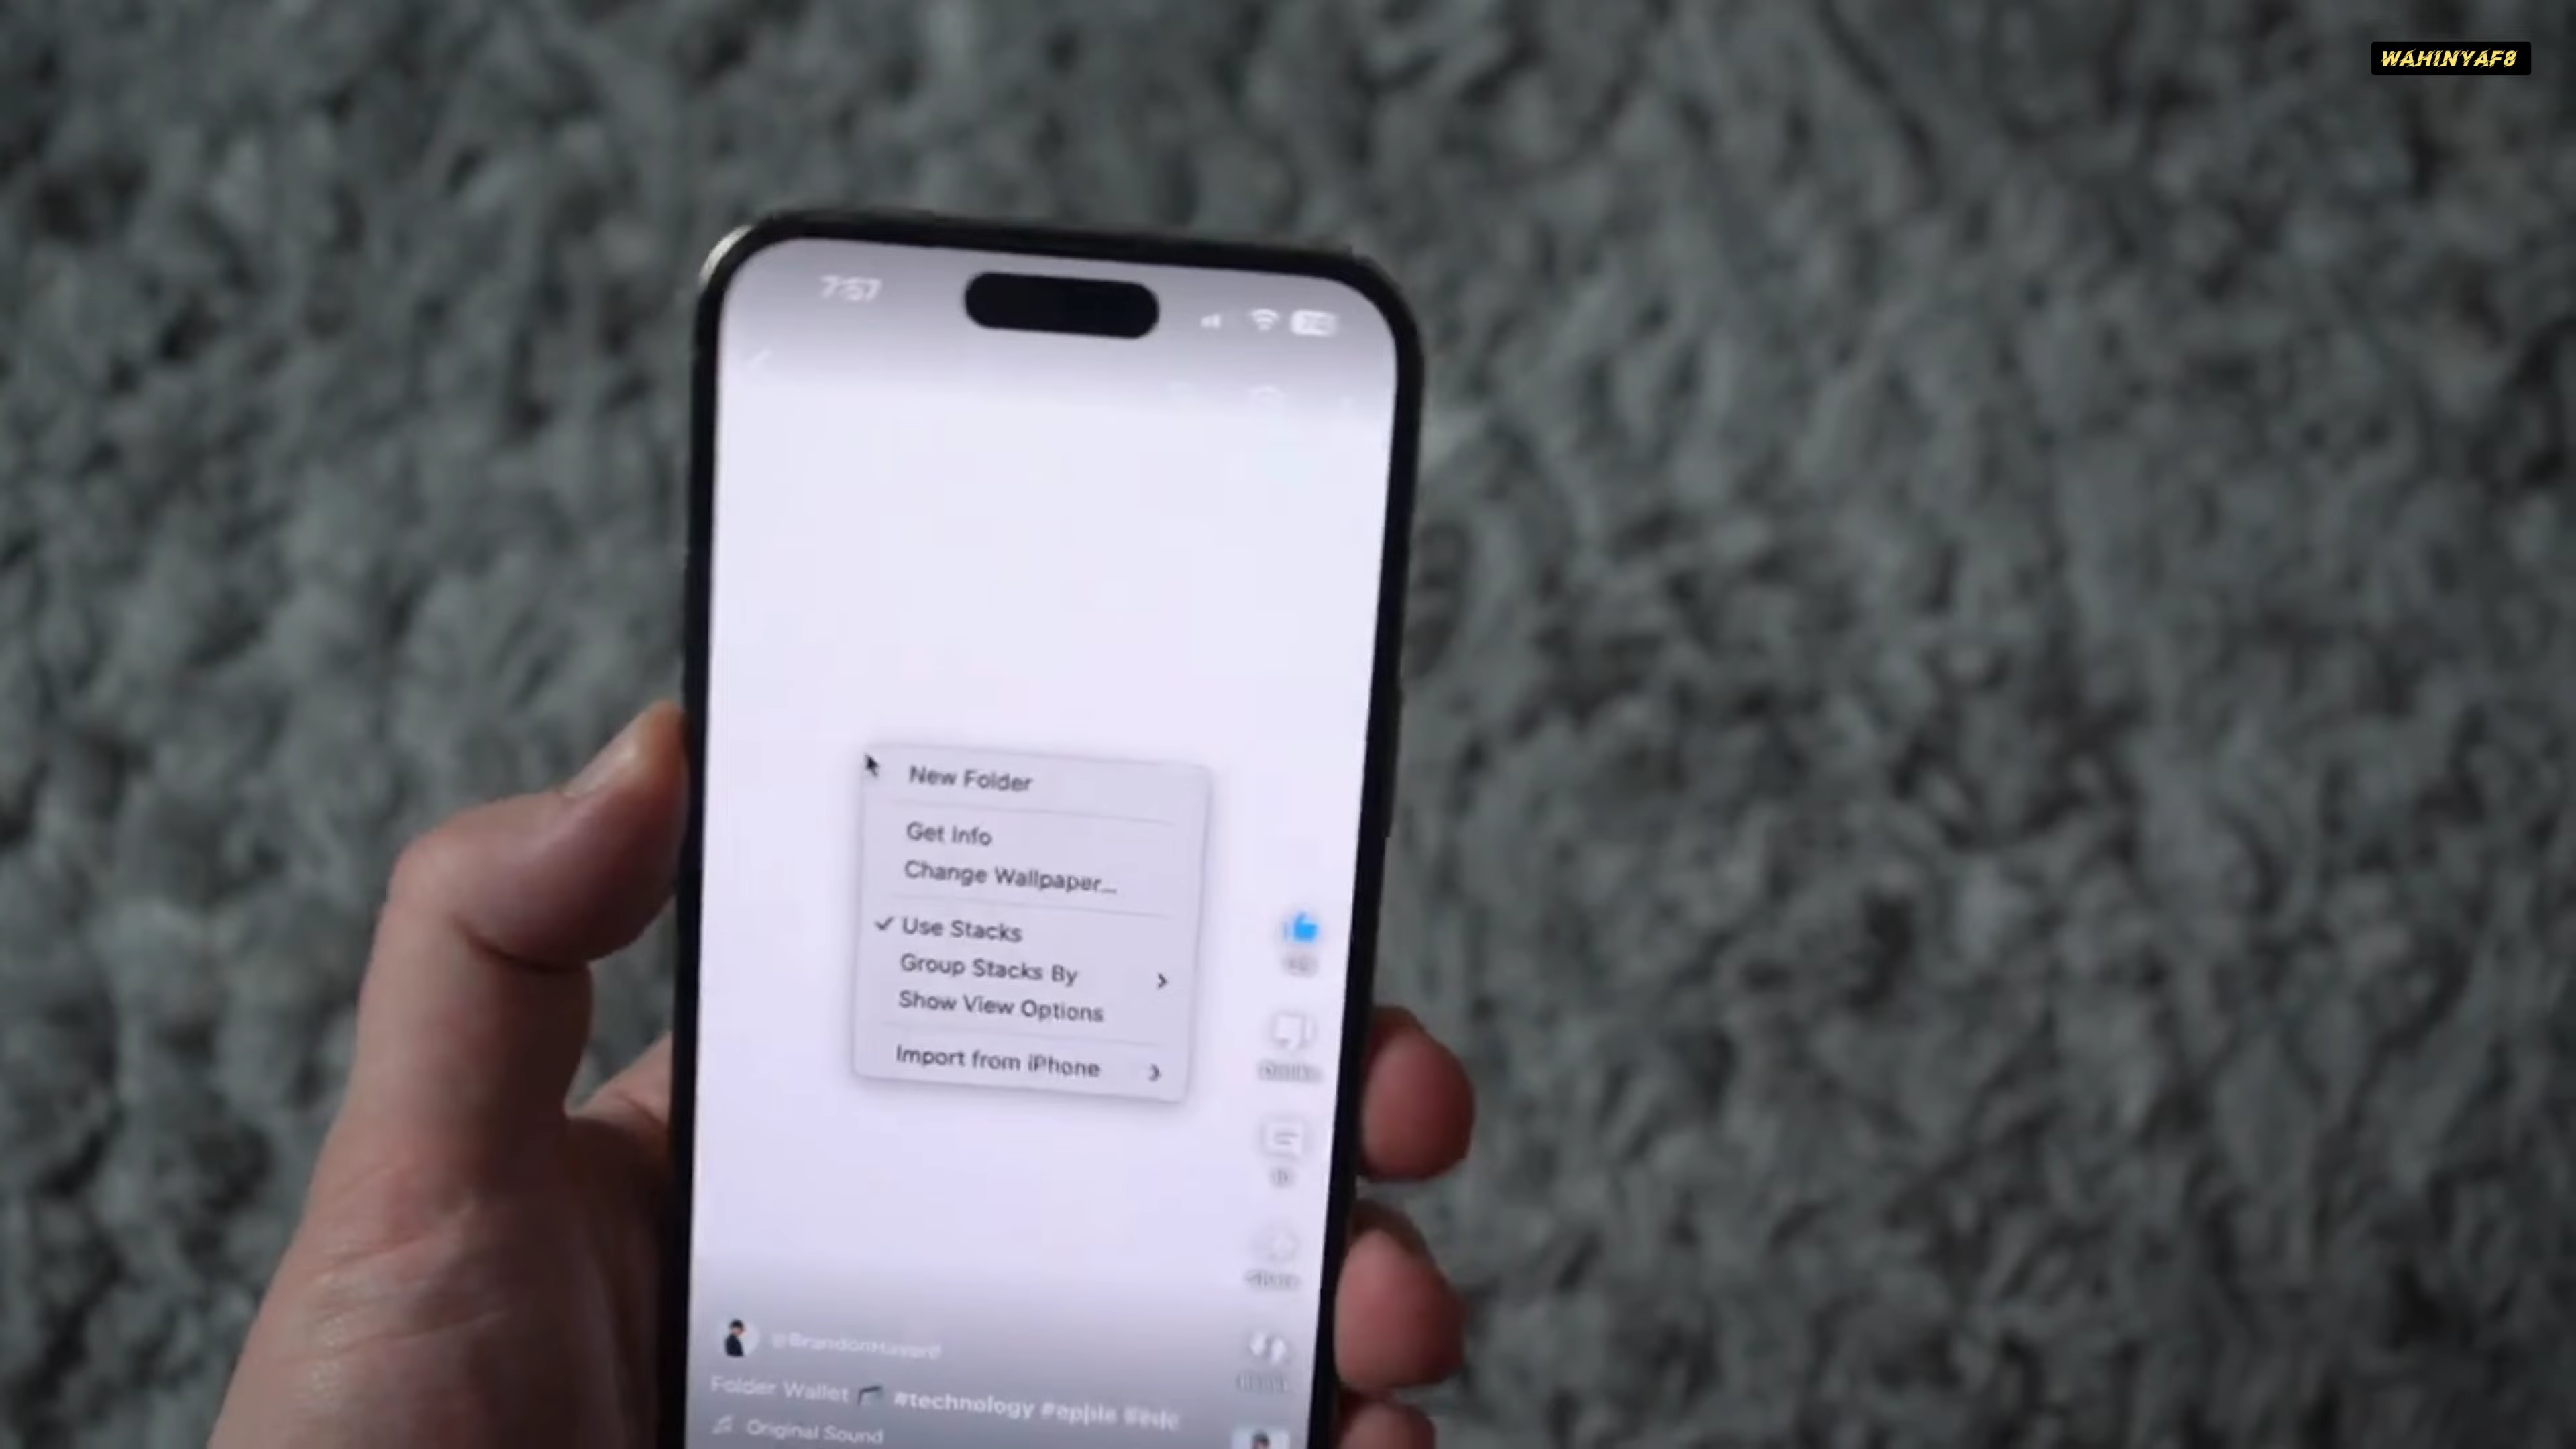 WAHINYAF8
7:57
New Folder
Get Info
Change Wallpaper...
Use Stacks
Group Stacks By
Show View Options
Import from iPhone
Share
Folder Wallet #technology
Original Sound